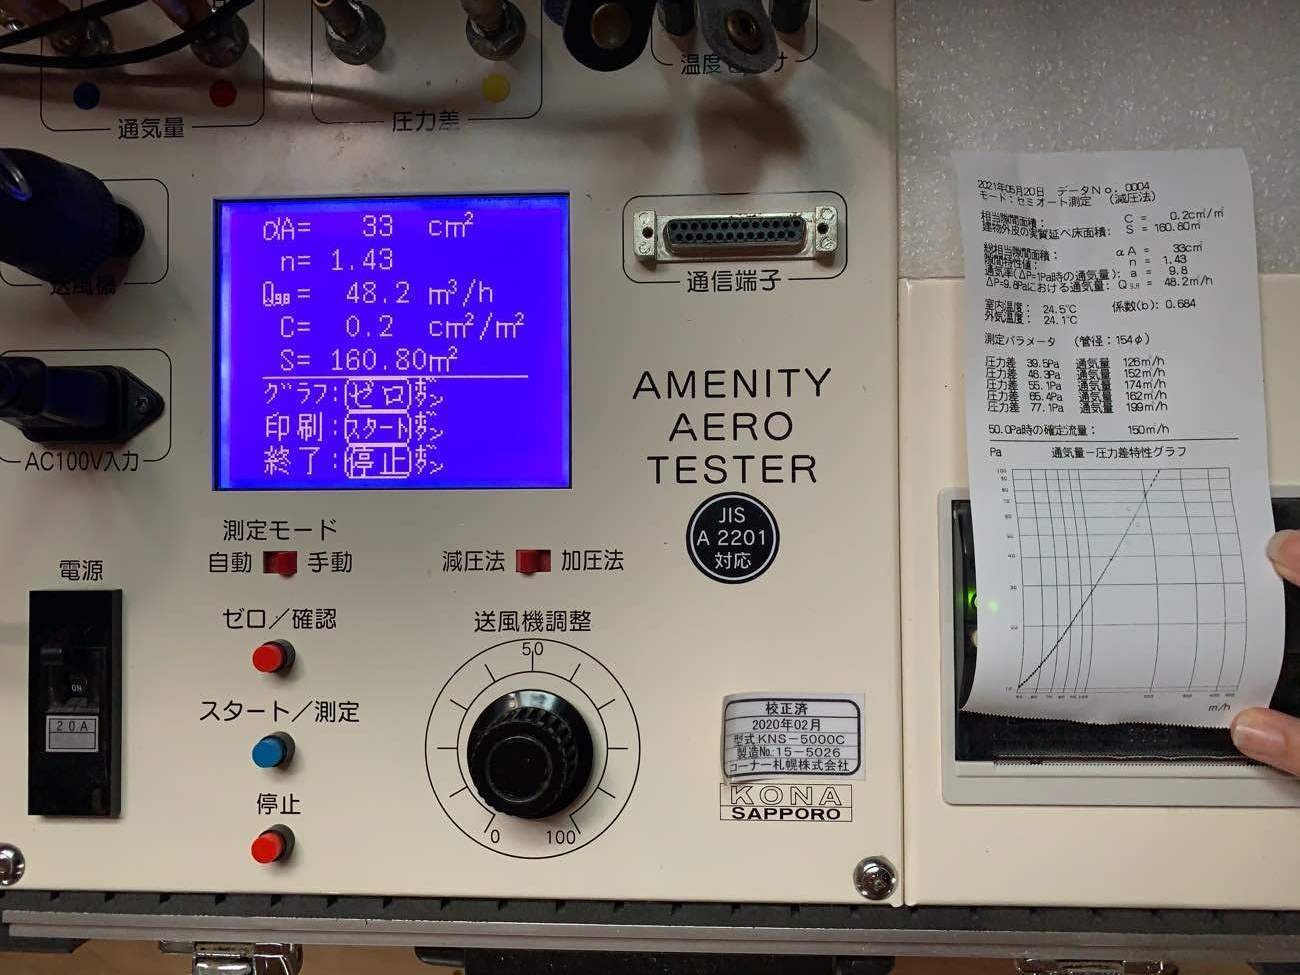 通気量
圧力差
送風機
AC100V入力
通信端子
αA= 33 cm²
n= 1.43
Q9.8= 48.2 m³/h
C= 0.2 cm²/m²
S= 160.80m²
グラフ:ゼロボタン
印刷:スタートボタン
終了:停止ボタン
AMENITY
AERO
TESTER
JIS
A 2201
対応
測定モード
自動 手動
減圧法 加圧法
電源
ON
20A
ゼロ／確認
スタート／測定
停止
送風機調整
50
0 100
校正済
2020年02月
型式 KNS-5000C
製造No.15-5026
コーナー札幌株式会社
KONA
SAPPORO
2021年05月20日 データNo. 0004
モード：セミオート測定 （減圧法）
相当隙間面積： C = 0.2c㎡/㎡
建物外皮の実質延べ床面積： S = 160.80㎡
総相当隙間面積： αA = 33c㎡
隙間特性値： n = 1.43
通気率(ΔP=1Pa時の通気量)： a = 9.8
ΔP=9.8Paにおける通気量： Q9.8 = 48.2㎥/h
室内温度： 24.5℃ 係数(b)： 0.684
外気温度： 24.1℃
測定パラメータ （管径：154φ）
圧力差 39.5Pa 通気量 126㎥/h
圧力差 46.3Pa 通気量 152㎥/h
圧力差 55.1Pa 通気量 174㎥/h
圧力差 65.4Pa 通気量 162㎥/h
圧力差 77.1Pa 通気量 199㎥/h
50.0Pa時の確定流量： 150㎥/h
Pa 通気量－圧力差特性グラフ
㎥/h